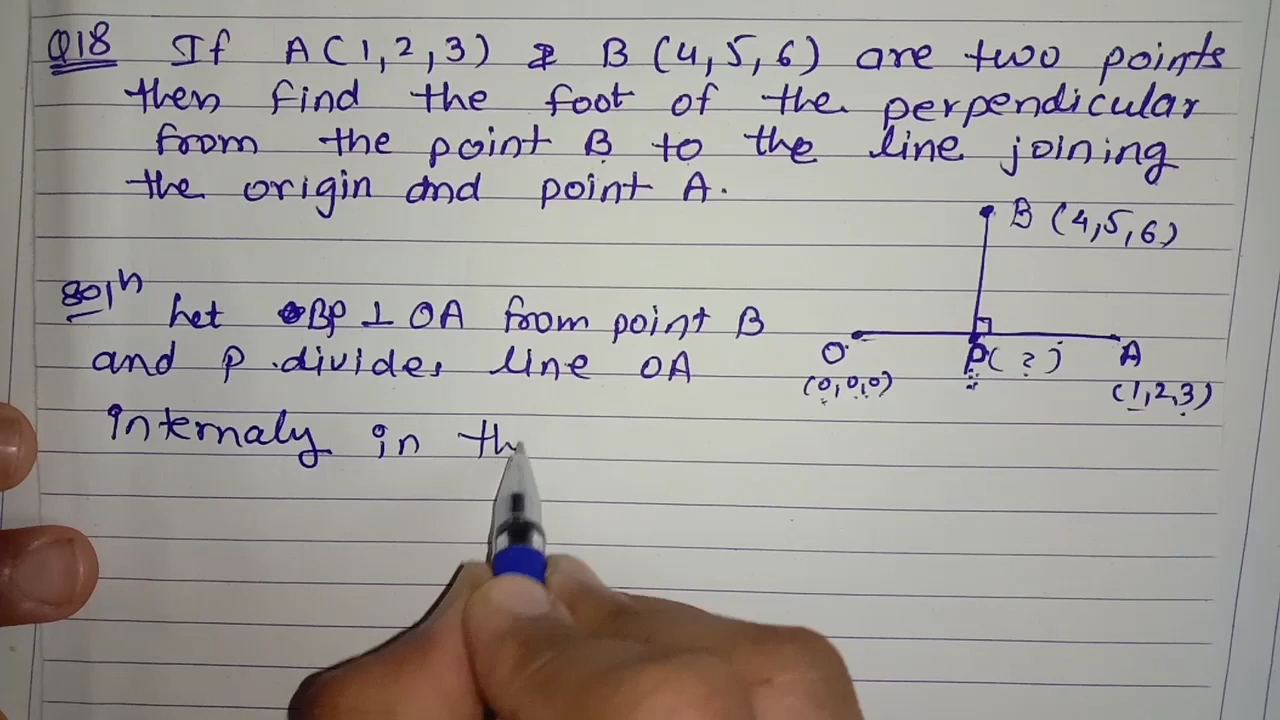 Q18 If A(1,2,3) & B(4,5,6) are two points
then find the foot of the perpendicular
from the point B to the line joining
the origin and point A.
B (4,5,6)
Solⁿ Let BP ⊥ OA from point B
and P divides line OA
O P(?) A
(0,0,0) (1,2,3)
internaly in th